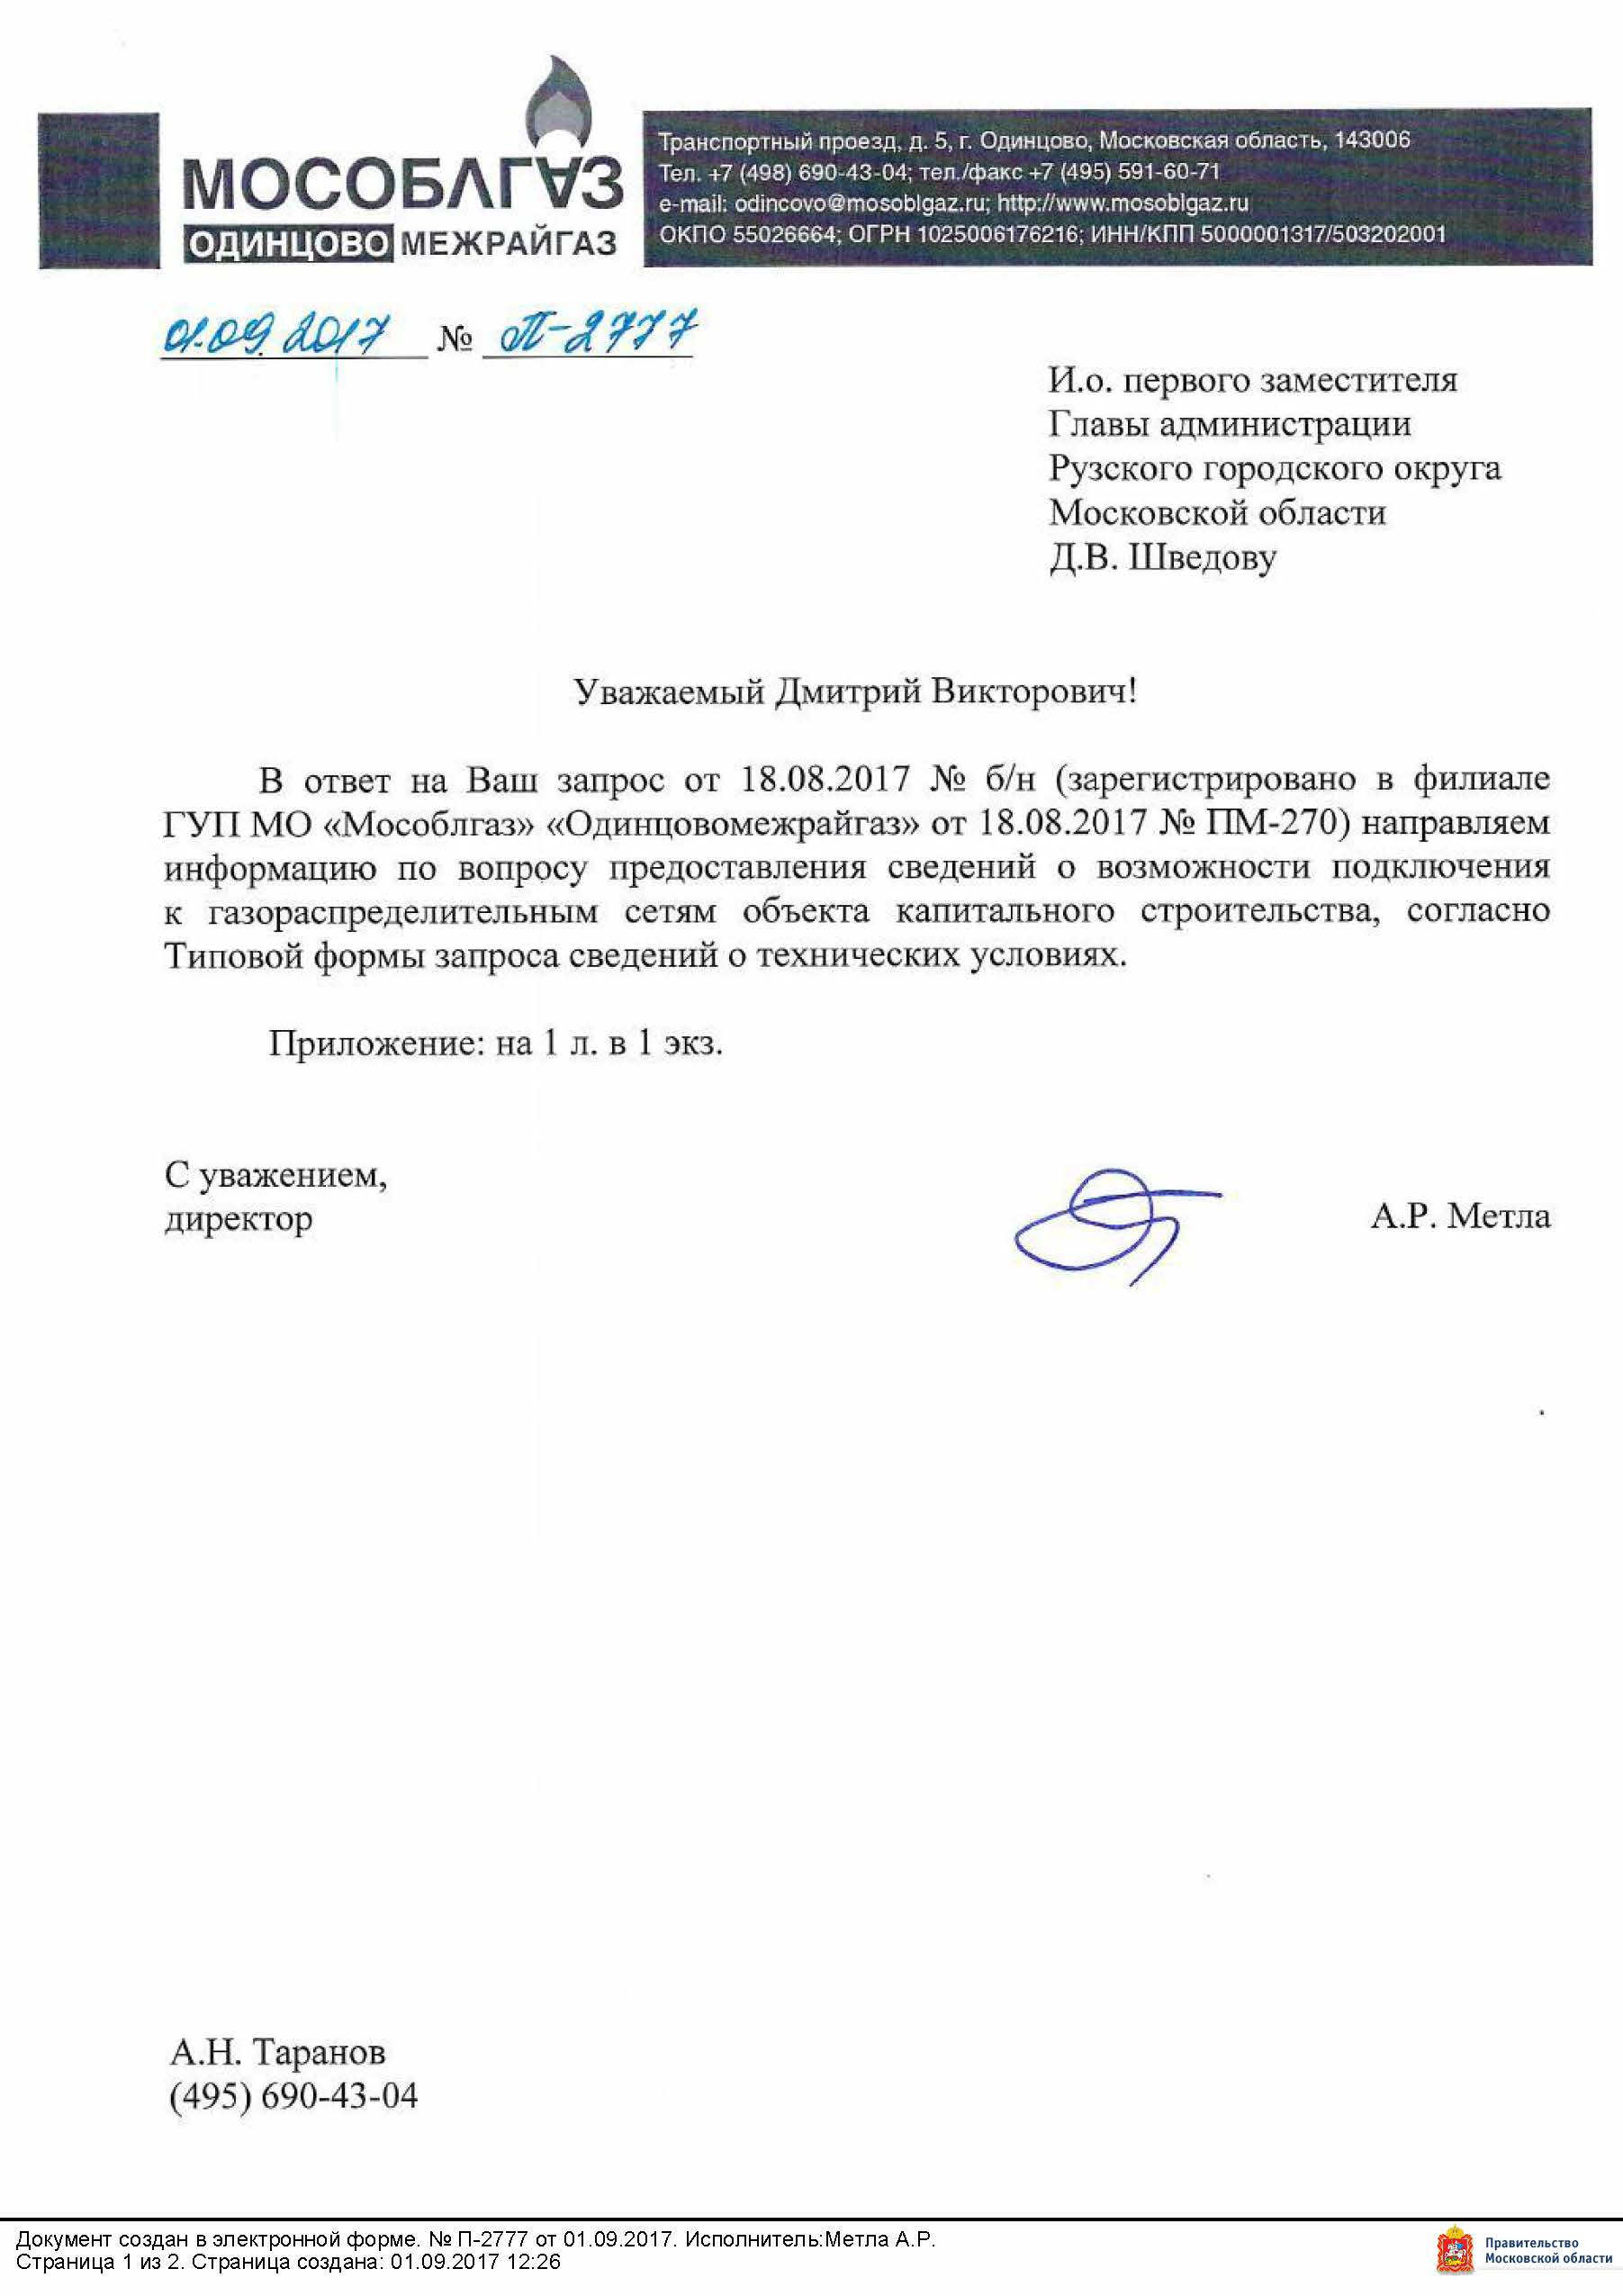 МОСОБЛГАЗ
ОДИНЦОВО МЕЖРАЙГАЗ
Транспортный проезд, д. 5, г. Одинцово, Московская область, 143006
Тел. +7 (498) 690-43-04; тел./факс +7 (495) 591-60-71
e-mail: odincovo@mosoblgaz.ru; http://www.mosoblgaz.ru
ОКПО 55026664; ОГРН 1025006176216; ИНН/КПП 5000001317/503202001
01.09.2017 № П-2777
И.о. первого заместителя
Главы администрации
Рузского городского округа
Московской области
Д.В. Шведову
Уважаемый Дмитрий Викторович!
В ответ на Ваш запрос от 18.08.2017 № б/н (зарегистрировано в филиале
ГУП МО «Мособлгаз» «Одинцовомежрайгаз» от 18.08.2017 № ПМ-270) направляем
информацию по вопросу предоставления сведений о возможности подключения
к газораспределительным сетям объекта капитального строительства, согласно
Типовой формы запроса сведений о технических условиях.
Приложение: на 1 л. в 1 экз.
С уважением,
директор
А.Р. Метла
А.Н. Таранов
(495) 690-43-04
Документ создан в электронной форме. № П-2777 от 01.09.2017. Исполнитель:Метла А.Р.
Страница 1 из 2. Страница создана: 01.09.2017 12:26
Правительство
Московской области